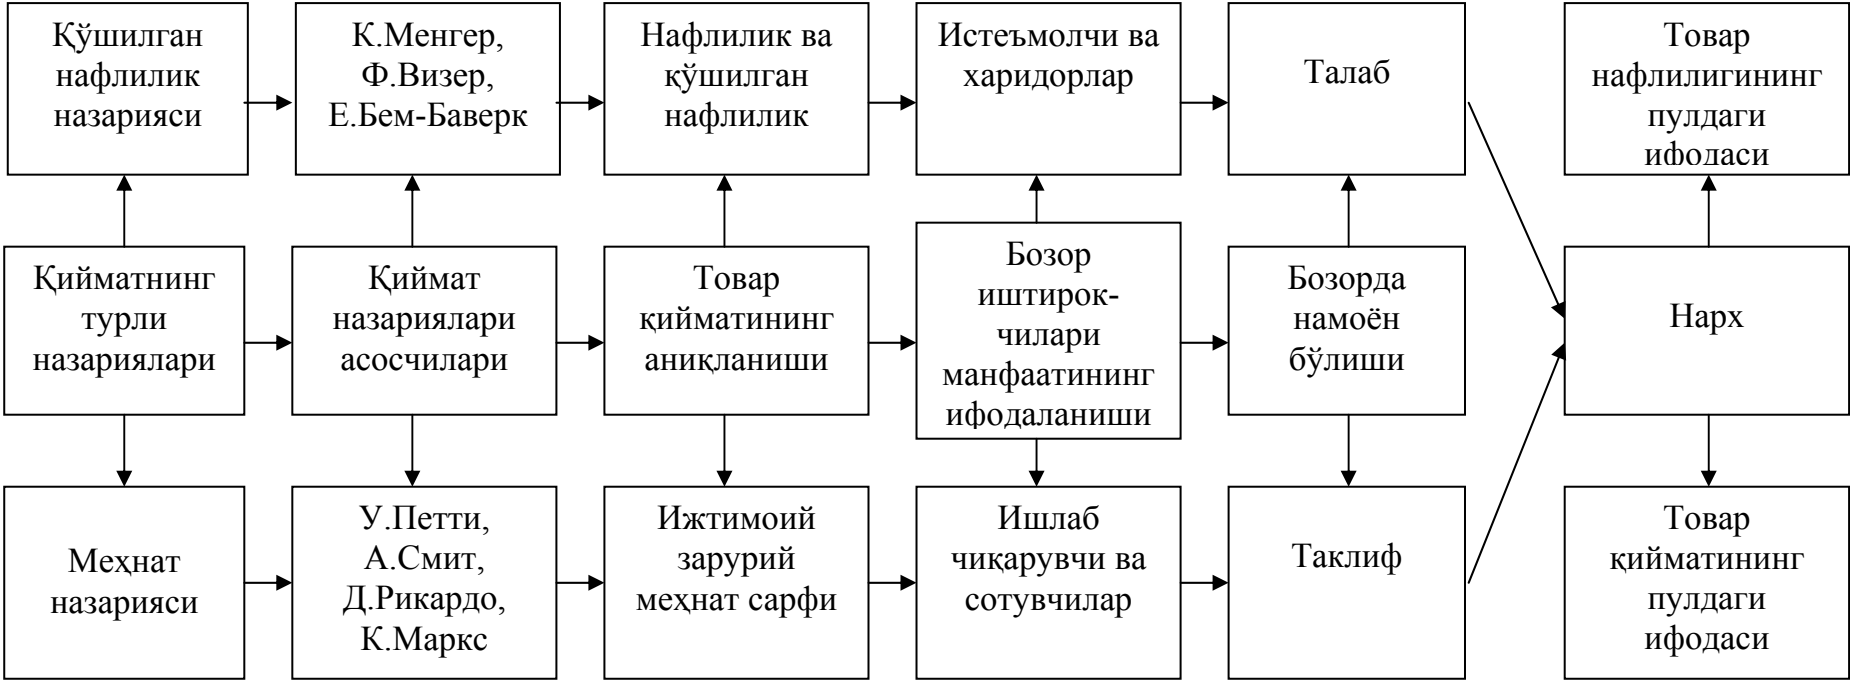 Қўшилган
нафлилик
назарияси
К.Менгер,
Ф.Визер,
Е.Бем-Баверк
Нафлилик ва
қўшилган
нафлилик
Истеъмолчи ва
харидорлар
Талаб
Товар
нафлилигининг
пулдаги
ифодаси
Қийматнинг
турли
назариялари
Қиймат
назариялари
асосчилари
Товар
қийматининг
аниқланиши
Бозор
иштирок-
чилари
манфаатининг
ифодаланиши
Бозорда
намоён
бўлиши
Нарх
Меҳнат
назарияси
У.Петти,
А.Смит,
Д.Рикардо,
К.Маркс
Ижтимоий
зарурий
меҳнат сарфи
Ишлаб
чиқарувчи ва
сотувчилар
Таклиф
Товар
қийматининг
пулдаги
ифодаси